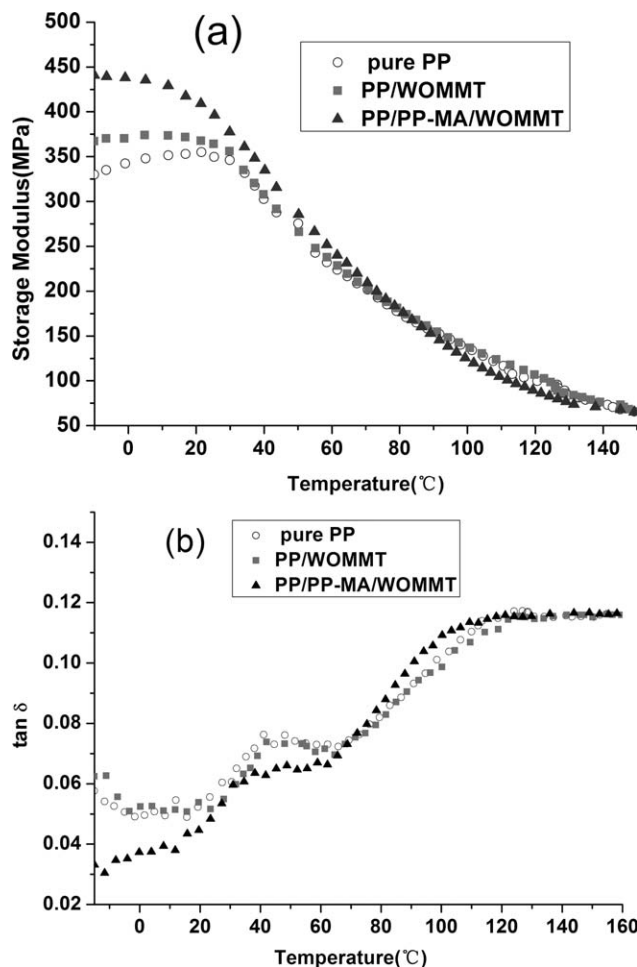 (a)
pure PP
PP/WOMMT
PP/PP-MA/WOMMT
500
450
400
350
300
250
200
150
100
50
Storage Modulus(MPa)
0 20 40 60 80 100 120 140
Temperature(℃)
(b)
pure PP
PP/WOMMT
PP/PP-MA/WOMMT
0.14
0.12
0.10
0.08
0.06
0.04
0.02
tan δ
0 20 40 60 80 100 120 140 160
Temperature(℃)